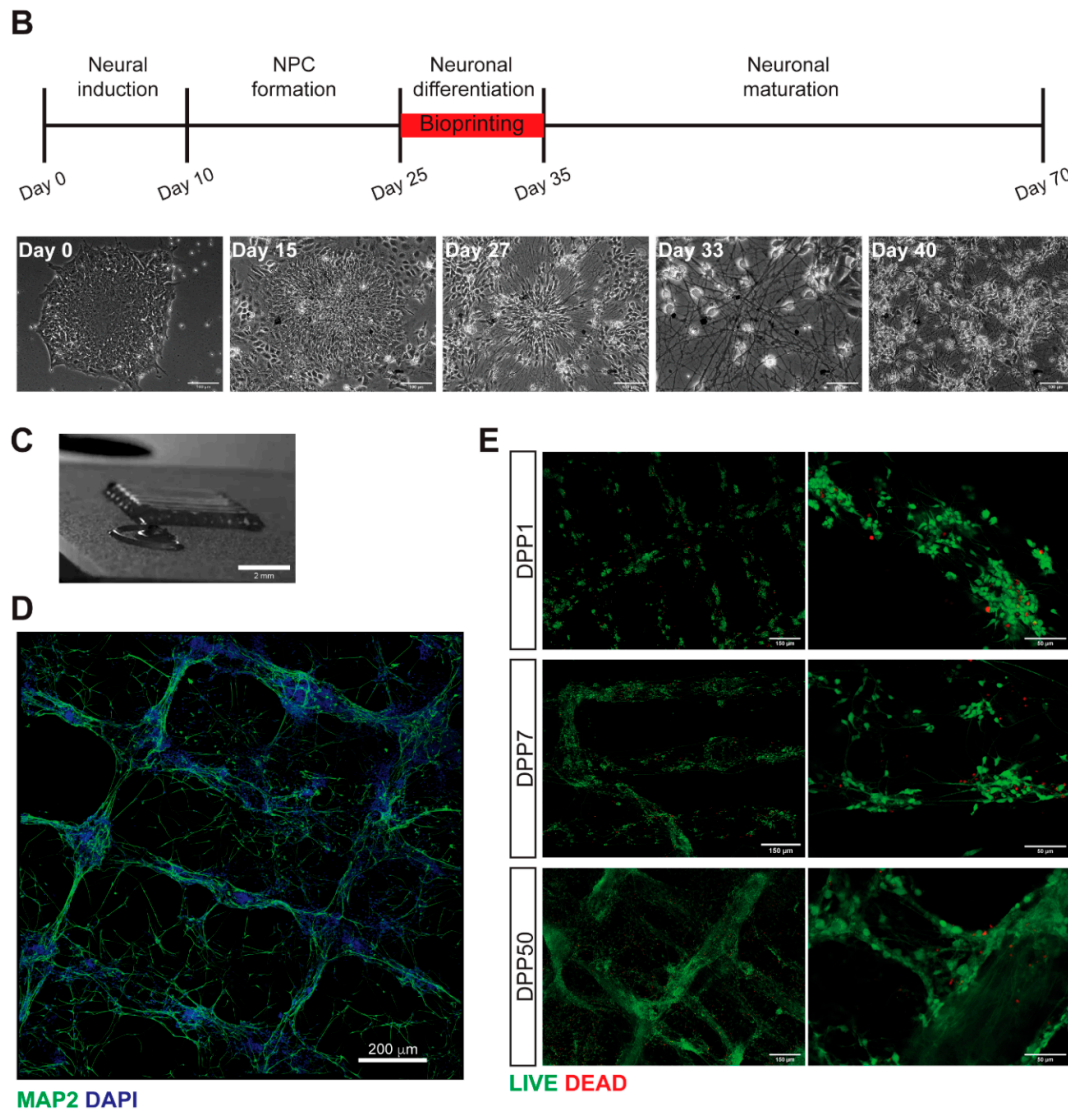 B
Neural induction
NPC formation
Neuronal differentiation
Neuronal maturation
Bioprinting
Day 0
Day 10
Day 25
Day 35
Day 70
Day 0
Day 15
Day 27
Day 33
Day 40
C
2 mm
D
200 μm
MAP2 DAPI
E
DPP1
150 µm
50 µm
DPP7
150 µm
50 µm
DPP50
150 µm
50 µm
LIVE DEAD